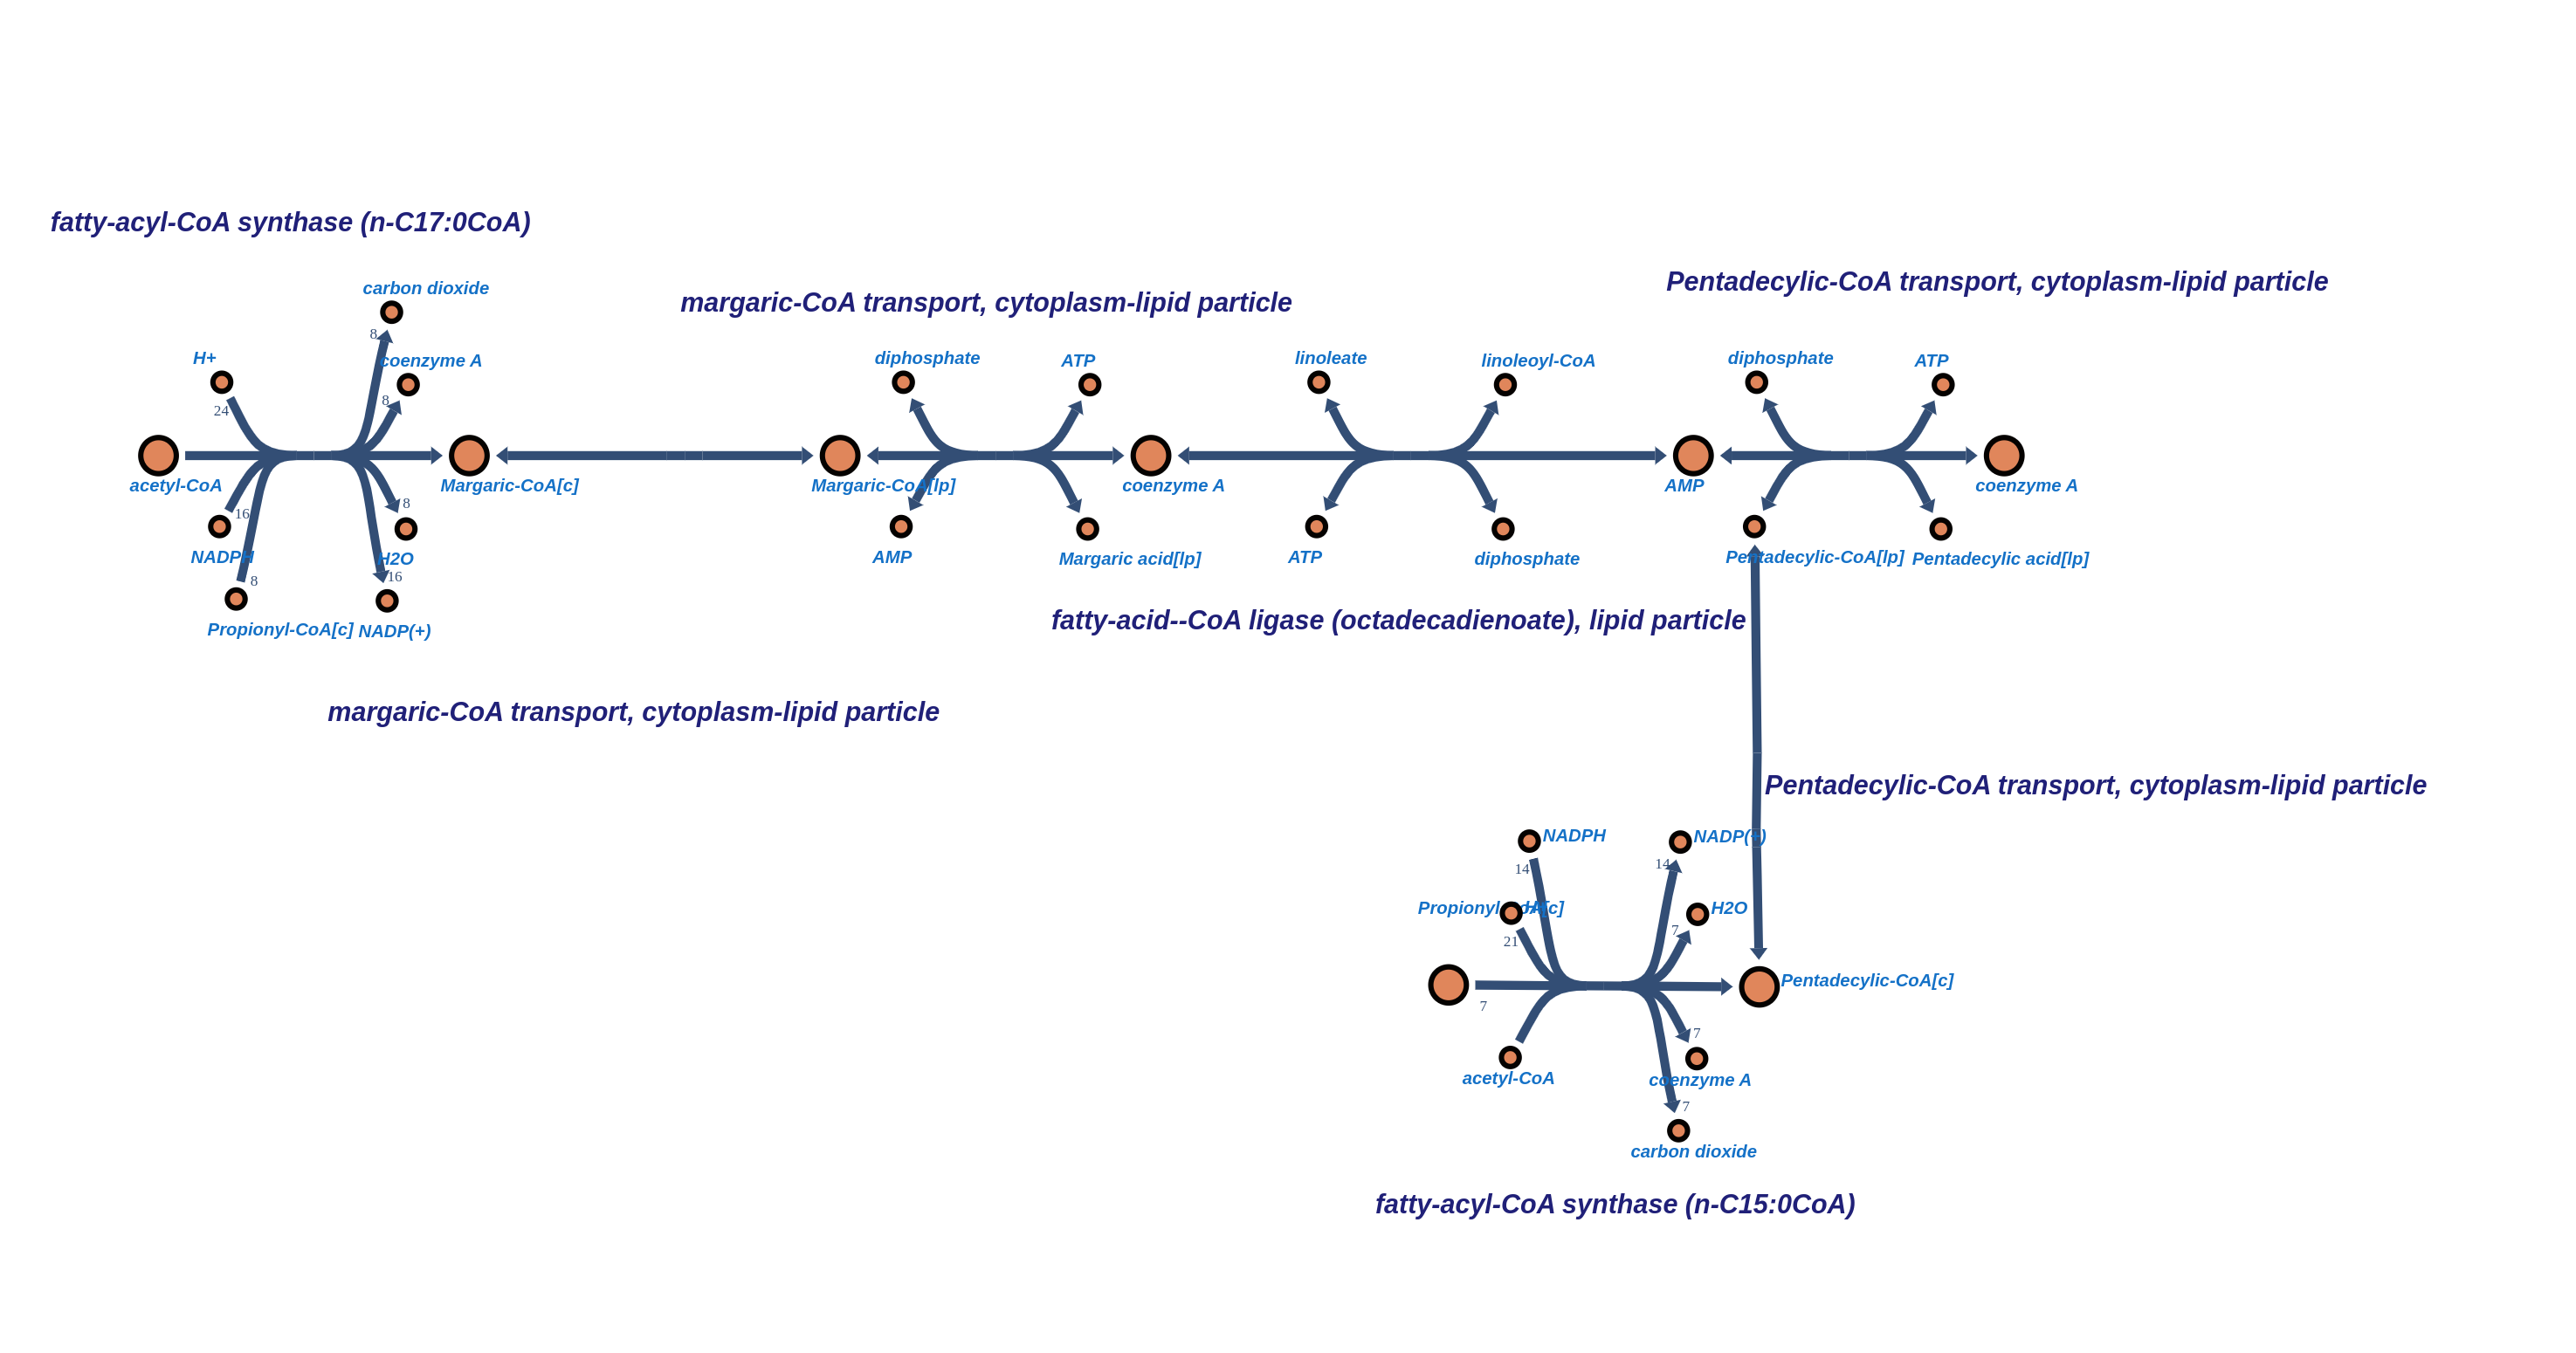 fatty-acyl-CoA synthase (n-C17:0CoA)
Pentadecylic-CoA transport, cytoplasm-lipid particle
carbon dioxide
margaric-CoA transport, cytoplasm-lipid particle
8
H+
coenzyme A
diphosphate
ATP
linoleate
linoleoyl-CoA
diphosphate
ATP
24
8
acetyl-CoA
Margaric-CoA[c]
Margaric-CoA[lp]
coenzyme A
AMP
coenzyme A
16
8
NADPH
H2O
AMP
Margaric acid[lp]
ATP
diphosphate
Pentadecylic-CoA[lp]
Pentadecylic acid[lp]
8
16
Propionyl-CoA[c]
NADP(+)
fatty-acid--CoA ligase (octadecadienoate), lipid particle
margaric-CoA transport, cytoplasm-lipid particle
Pentadecylic-CoA transport, cytoplasm-lipid particle
NADPH
NADP(+)
14
14
Propionyl-CoA[c]
H+
H2O
21
7
Pentadecylic-CoA[c]
7
7
acetyl-CoA
coenzyme A
7
carbon dioxide
fatty-acyl-CoA synthase (n-C15:0CoA)